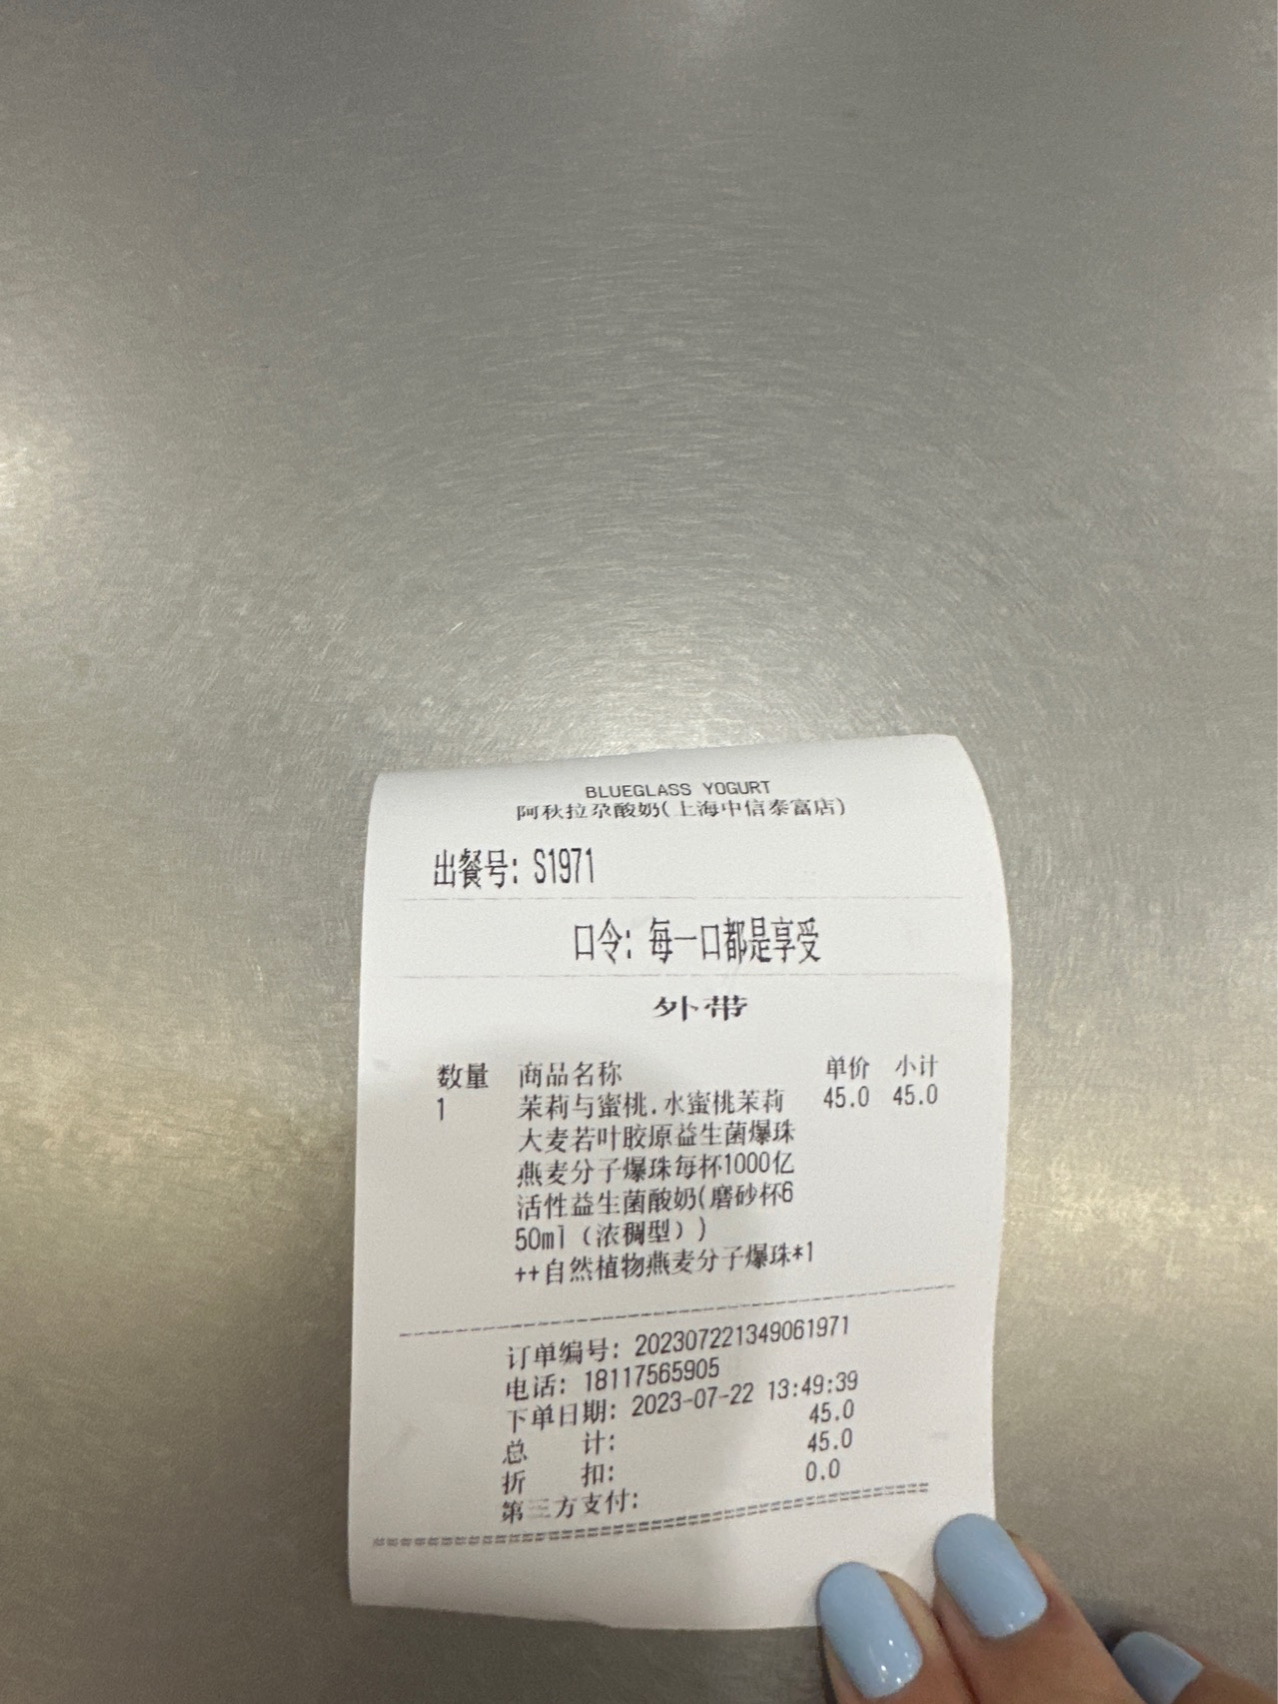 BLUEGLASS YOGURT
阿秋拉尕酸奶(上海中信泰富店)
出餐号: S1971
口令: 每一口都是享受
外带
数量 商品名称 单价 小计
1 茉莉与蜜桃.水蜜桃茉莉 45.0 45.0
大麦若叶胶原益生菌爆珠
燕麦分子爆珠每杯1000亿
活性益生菌酸奶(磨砂杯6
50ml（浓稠型）)
++自然植物燕麦分子爆珠*1
订单编号: 202307221349061971
电话: 18117565905
下单日期: 2023-07-22 13:49:39
总 计: 45.0
折 扣: 45.0
第三方支付: 0.0